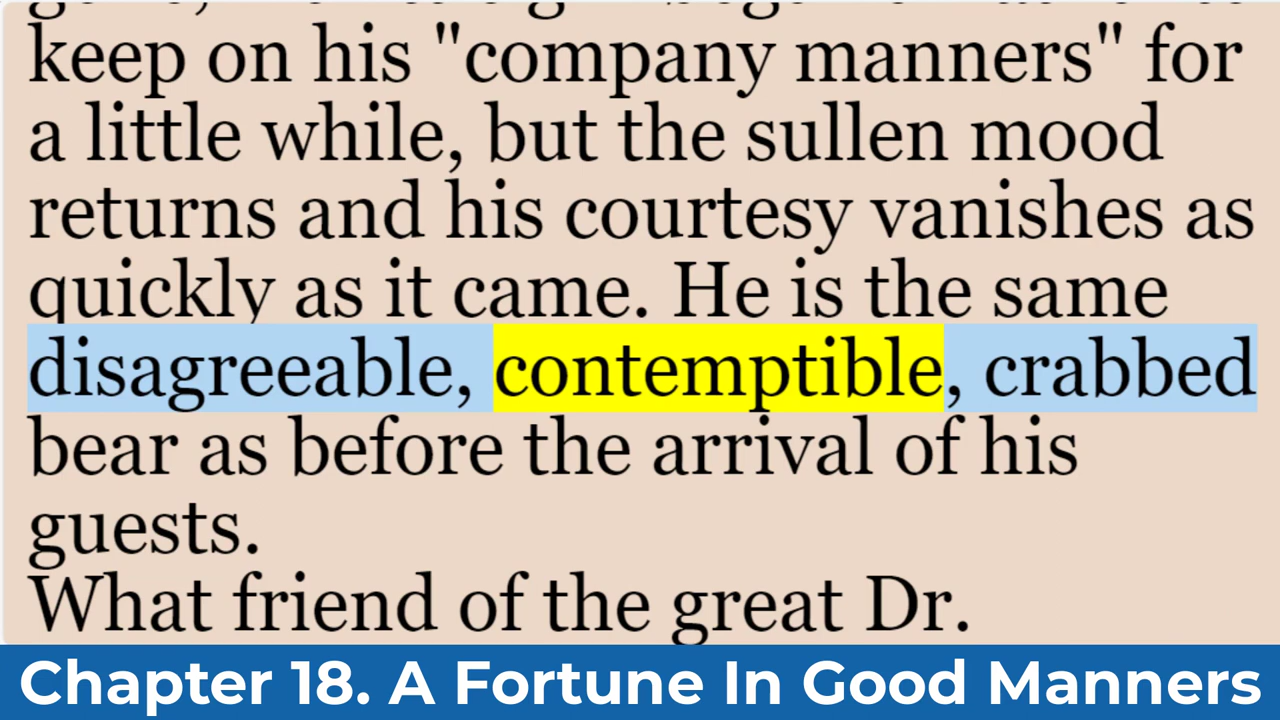 keep on his "company manners" for
a little while, but the sullen mood
returns and his courtesy vanishes as
quickly as it came. He is the same
disagreeable, contemptible, crabbed
bear as before the arrival of his
guests.
What friend of the great Dr.
Chapter 18. A Fortune In Good Manners